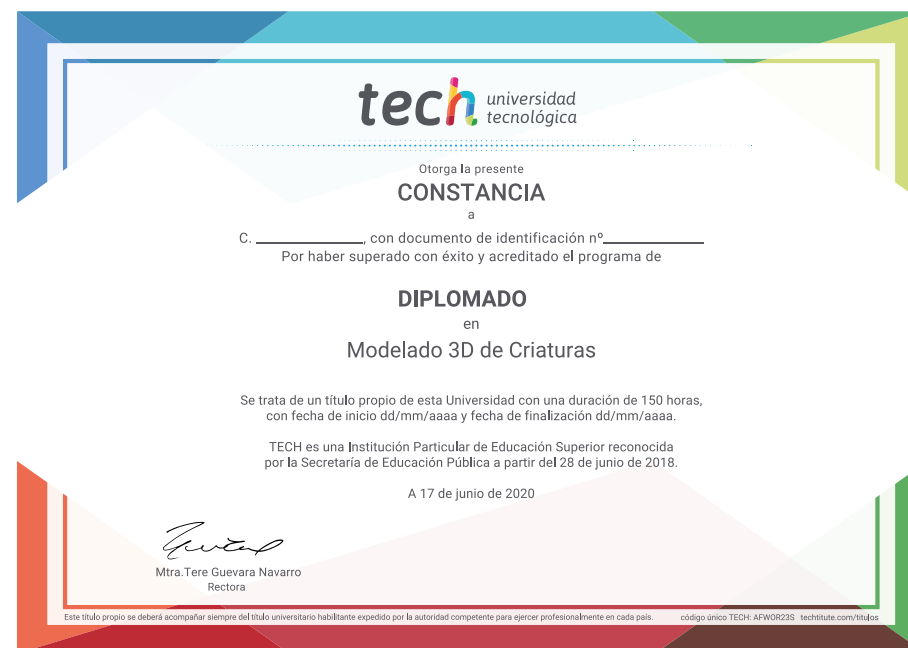 tech universidad
tecnológica
Otorga la presente
CONSTANCIA
a
C. ____________, con documento de identificación nº____________
Por haber superado con éxito y acreditado el programa de
DIPLOMADO
en
Modelado 3D de Criaturas
Se trata de un título propio de esta Universidad con una duración de 150 horas,
con fecha de inicio dd/mm/aaaa y fecha de finalización dd/mm/aaaa.
TECH es una Institución Particular de Educación Superior reconocida
por la Secretaría de Educación Pública a partir del 28 de junio de 2018.
A 17 de junio de 2020
Mtra.Tere Guevara Navarro
Rectora
Este título propio se deberá acompañar siempre del título universitario habilitante expedido por la autoridad competente para ejercer profesionalmente en cada país. código único TECH: AFWOR23S techtitute.com/titulos